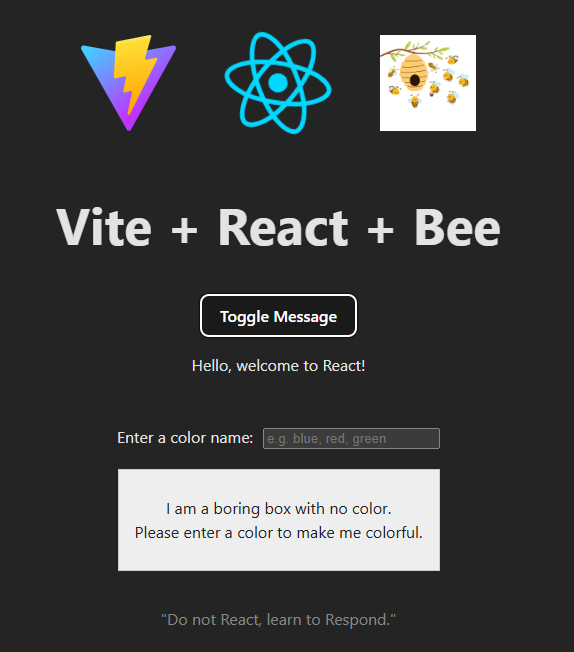 Vite + React + Bee
Toggle Message
Hello, welcome to React!
Enter a color name: e.g. blue, red, green
I am a boring box with no color.
Please enter a color to make me colorful.
"Do not React, learn to Respond."